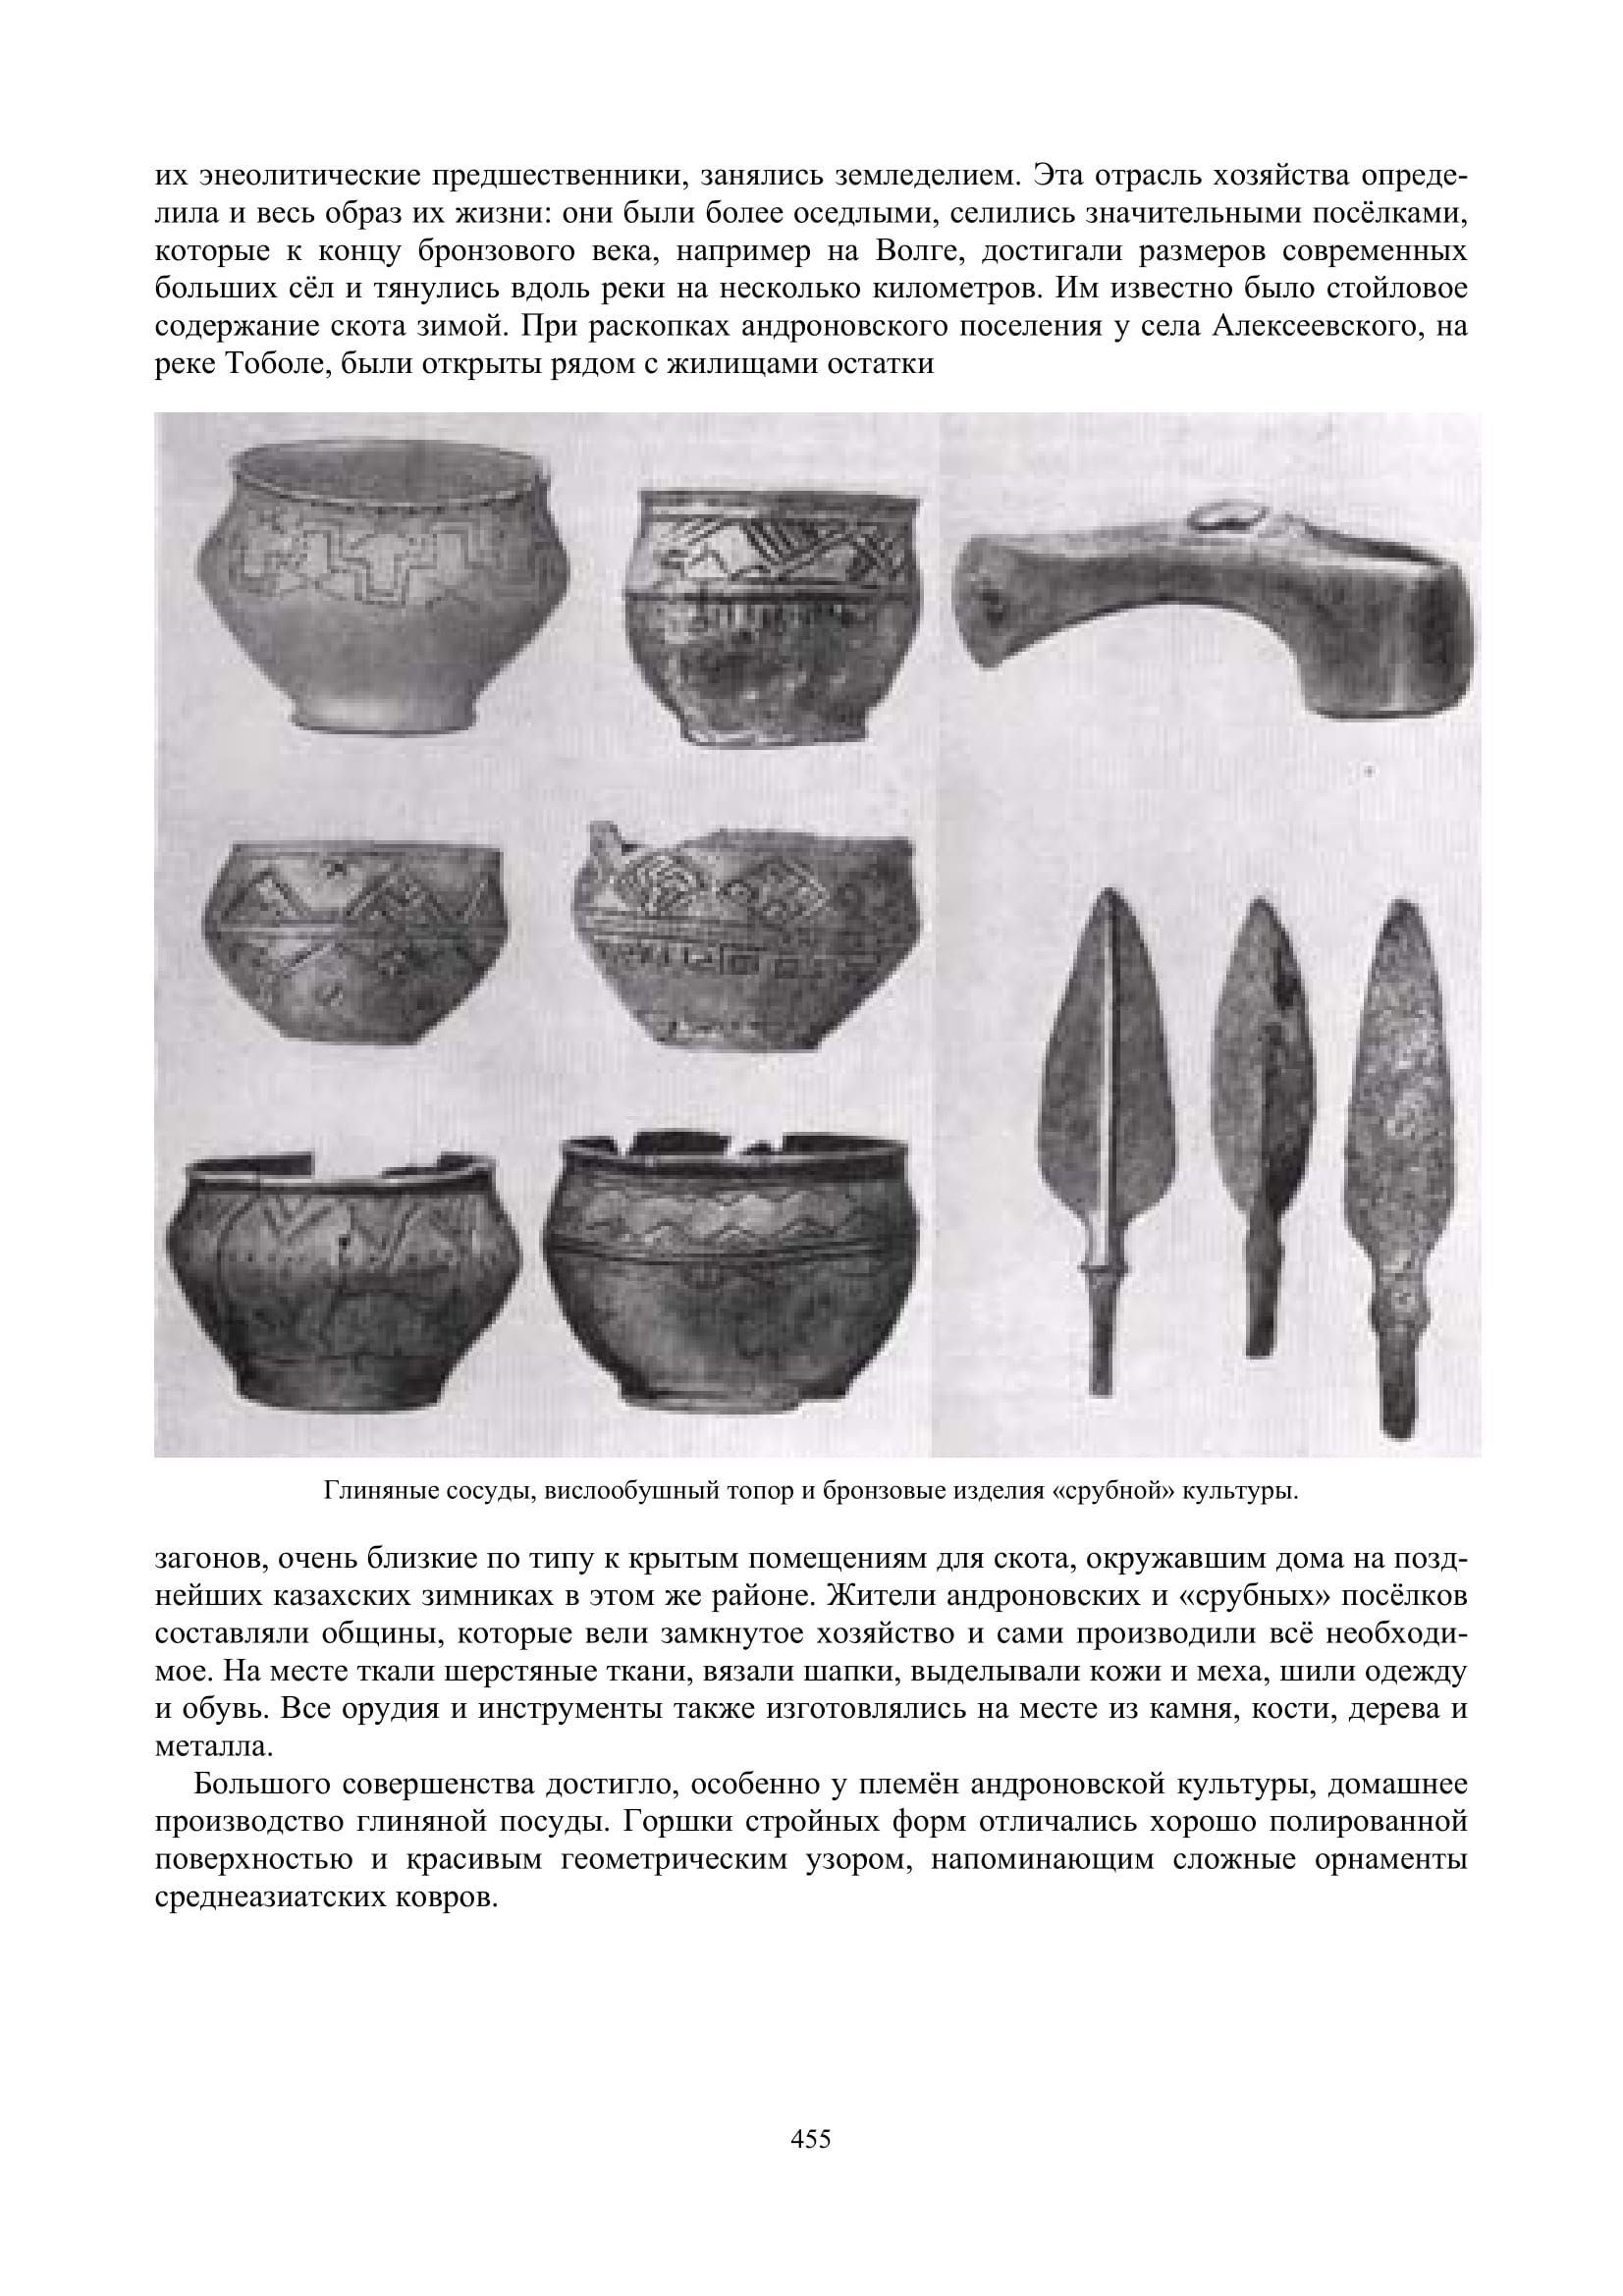 их энеолитические предшественники, занялись земледелием. Эта отрасль хозяйства опреде-
лила и весь образ их жизни: они были более оседлыми, селились значительными посёлками,
которые к концу бронзового века, например на Волге, достигали размеров современных
больших сёл и тянулись вдоль реки на несколько километров. Им известно было стойловое
содержание скота зимой. При раскопках андроновского поселения у села Алексеевского, на
реке Тоболе, были открыты рядом с жилищами остатки
Глиняные сосуды, вислообушный топор и бронзовые изделия «срубной» культуры.
загонов, очень близкие по типу к крытым помещениям для скота, окружавшим дома на позд-
нейших казахских зимниках в этом же районе. Жители андроновских и «срубных» посёлков
составляли общины, которые вели замкнутое хозяйство и сами производили всё необходи-
мое. На месте ткали шерстяные ткани, вязали шапки, выделывали кожи и меха, шили одежду
и обувь. Все орудия и инструменты также изготовлялись на месте из камня, кости, дерева и
металла.
Большого совершенства достигло, особенно у племён андроновской культуры, домашнее
производство глиняной посуды. Горшки стройных форм отличались хорошо полированной
поверхностью и красивым геометрическим узором, напоминающим сложные орнаменты
среднеазиатских ковров.
455